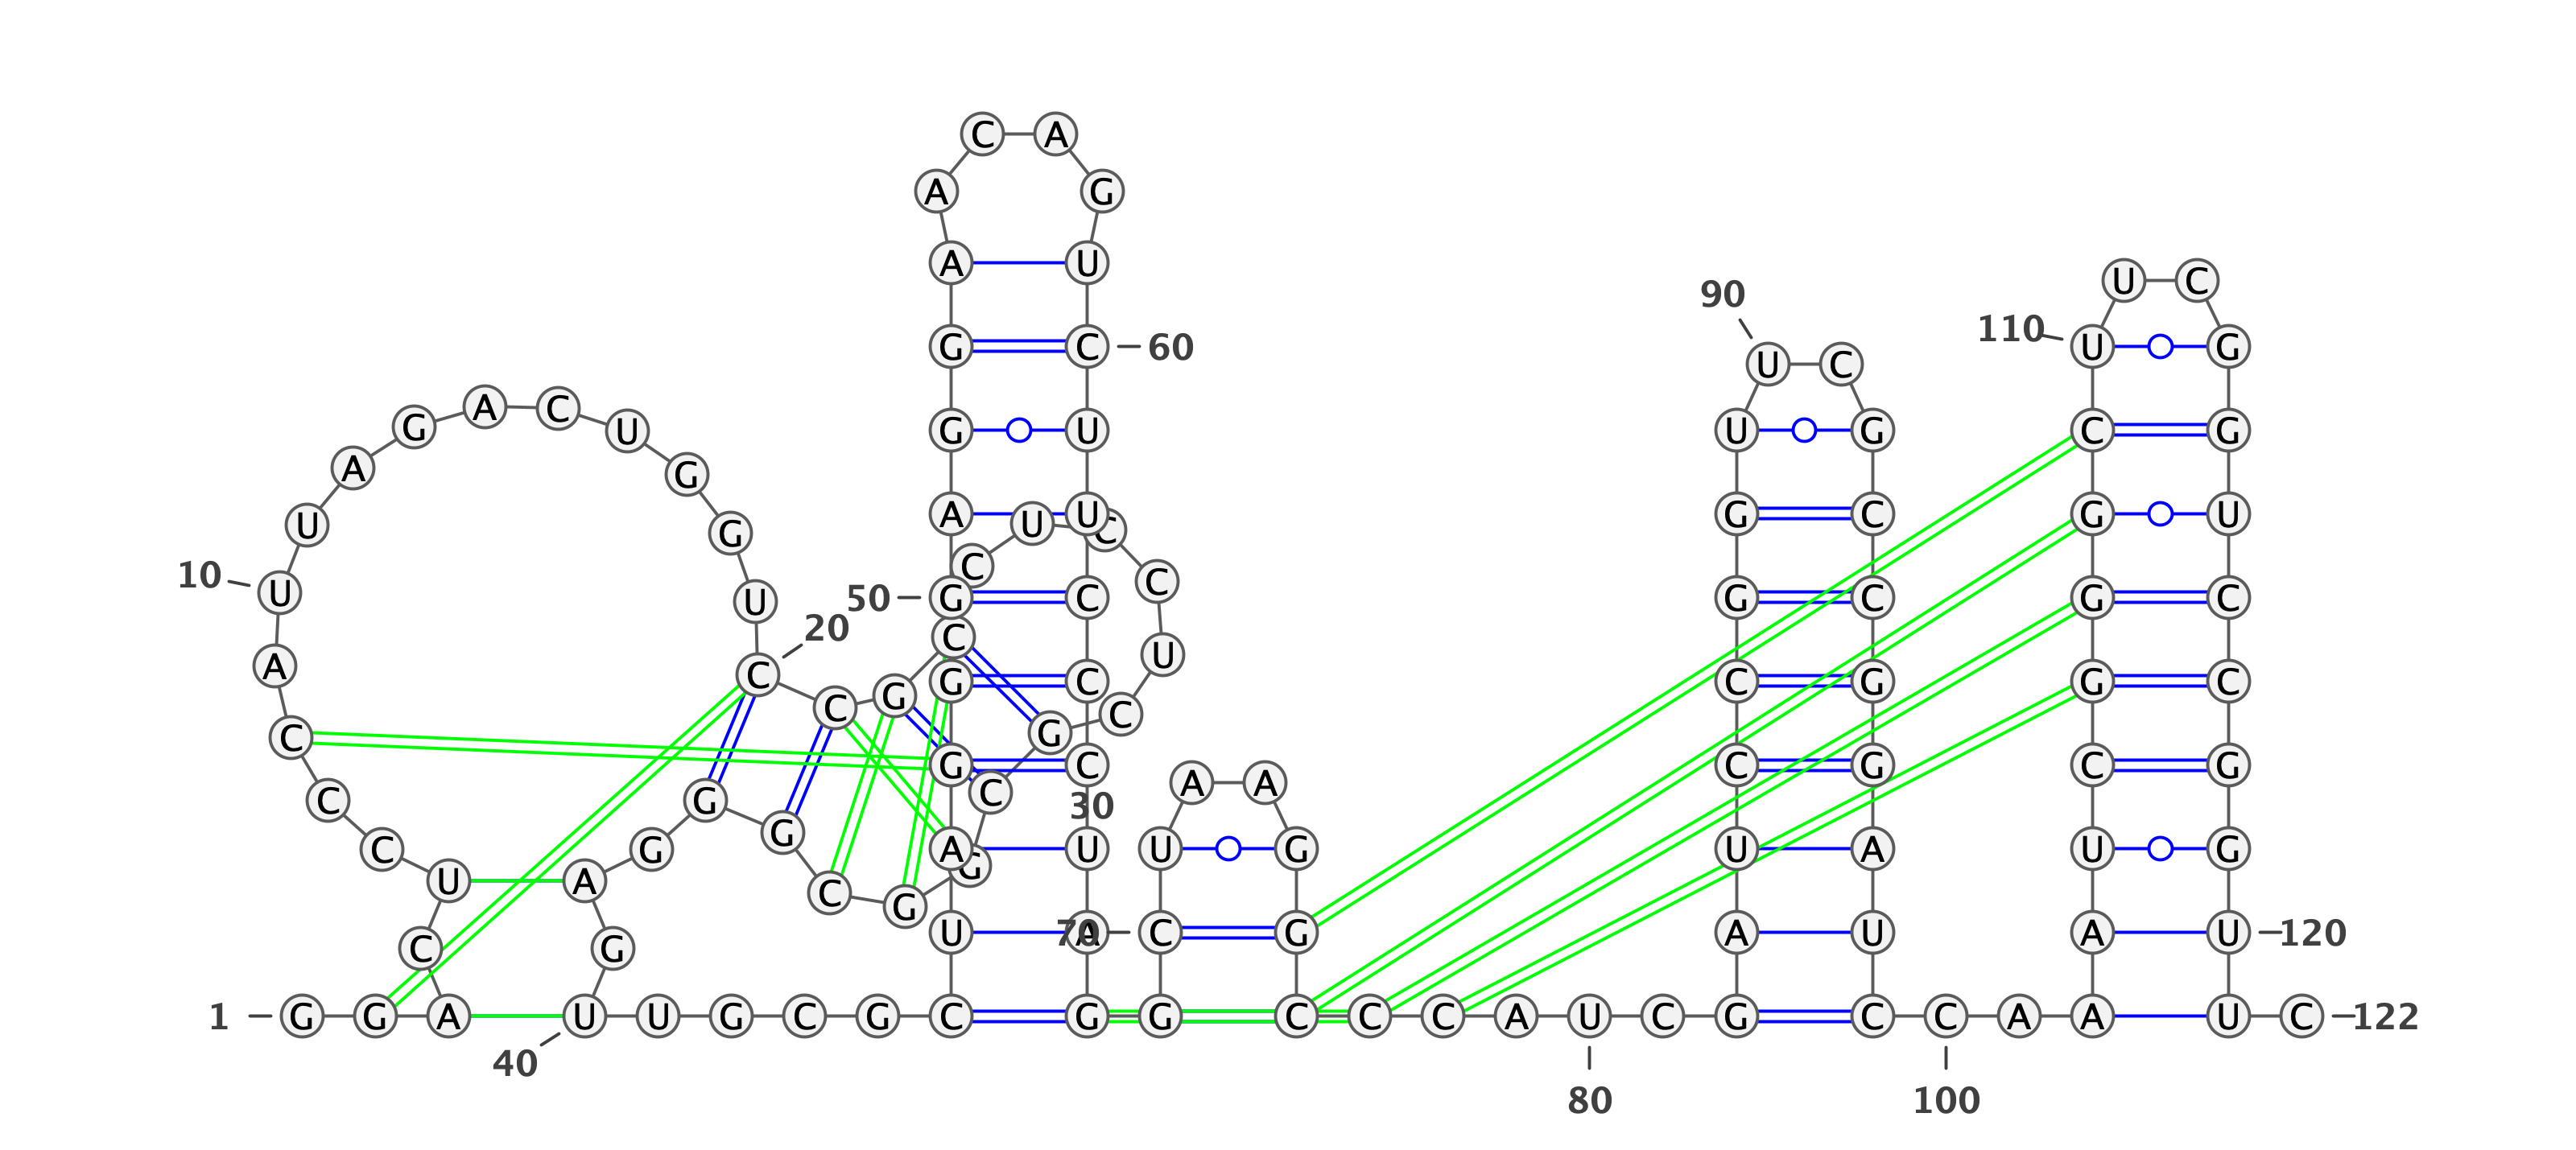 C A
A G
A U
U C
90
110
G C 60 U G
U C
A C
G U G U U G C G
A G
U G A U U C G C G U
10 C C
U U 50 G C G C G C
20 C
A C U
G G C C G G C
C C
C G
G C C G C G
A A
C G C 30
G
C G A U U G U A U G
G
U A
C G
C G U 70 A C G A U A U 120
1 G G A U U G C G C G G C C C A U C G C C A A U C 122
40
80 100